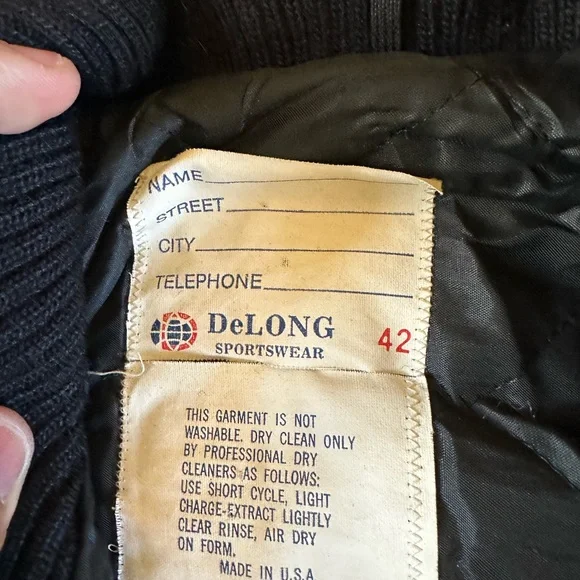 NAME
STREET
CITY
TELEPHONE
DeLONG 42
SPORTSWEAR
THIS GARMENT IS NOT
WASHABLE. DRY CLEAN ONLY
BY PROFESSIONAL DRY
CLEANERS AS FOLLOWS:
USE SHORT CYCLE, LIGHT
CHARGE-EXTRACT LIGHTLY
CLEAR RINSE, AIR DRY
ON FORM.
MADE IN U.S.A